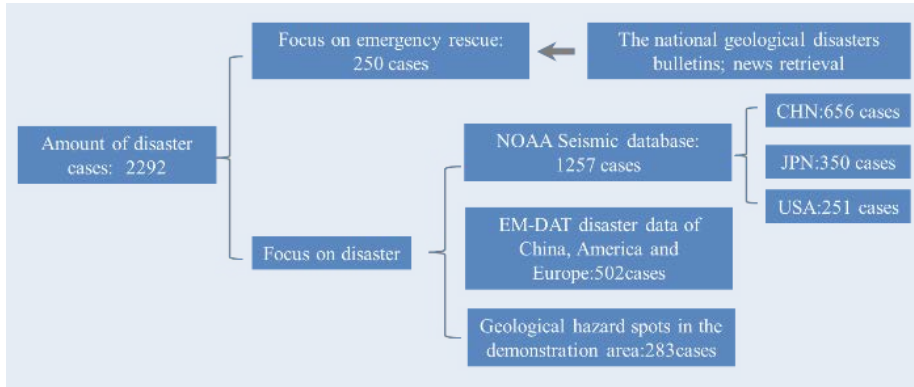 Focus on emergency rescue:
250 cases
The national geological disasters
bulletins; news retrieval
Amount of disaster
cases: 2292
NOAA Seismic database:
1257 cases
CHN:656 cases
JPN:350 cases
USA:251 cases
Focus on disaster
EM-DAT disaster data of
China, America and
Europe:502cases
Geological hazard spots in the
demonstration area:283cases